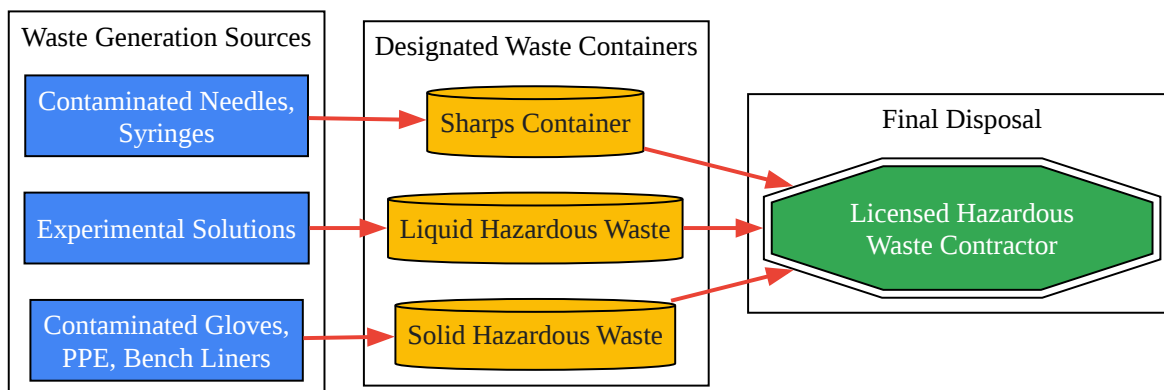 Waste Generation Sources
Contaminated Needles,
Syringes
Experimental Solutions
Contaminated Gloves,
PPE, Bench Liners
Designated Waste Containers
Sharps Container
Liquid Hazardous Waste
Solid Hazardous Waste
Final Disposal
Licensed Hazardous
Waste Contractor